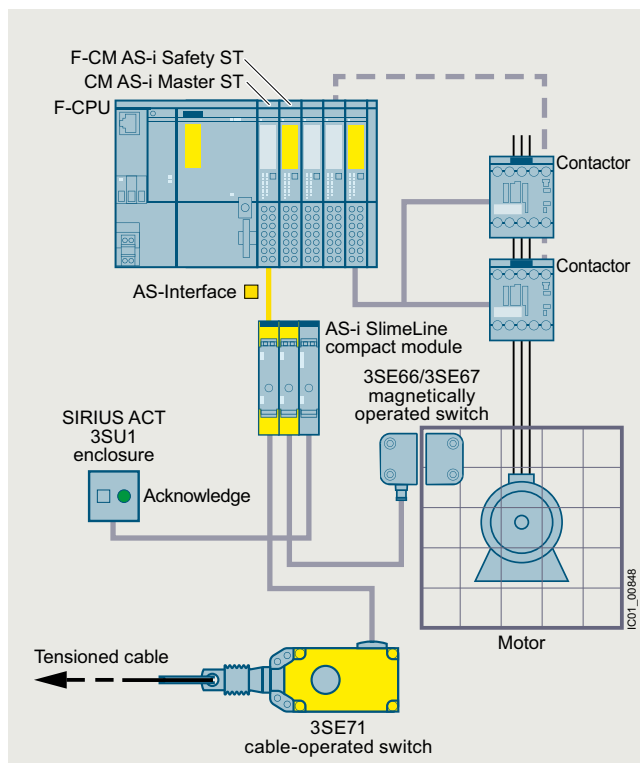 F-CM AS-i Safety ST
CM AS-i Master ST
F-CPU
Contactor
Contactor
AS-Interface
AS-i SlimeLine
compact module
3SE66/3SE67
magnetically
operated switch
SIRIUS ACT
3SU1
enclosure
Acknowledge
IC01_00848
Motor
Tensioned cable
3SE71
cable-operated switch